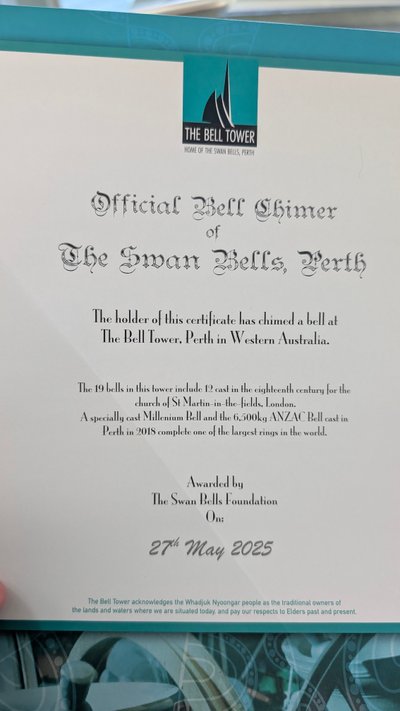 THE BELL TOWER
HOME OF THE SWAN BELLS, PERTH
Official Bell Chimer
of
The Swan Bells, Perth
The holder of this certificate has chimed a bell at
The Bell Tower, Perth in Western Australia.
The 19 bells in this tower include 12 cast in the eighteenth century for the
church of St Martin-in-the-fields, London.
A specially cast Millenium Bell and the 6,500kg ANZAC Bell cast in
Perth in 2018 complete one of the largest rings in the world.
Awarded by
The Swan Bells Foundation
On:
27th May 2025
The Bell Tower acknowledges the Whadjuk Nyoongar people as the traditional owners of
the lands and waters where we are situated today, and pay our respects to Elders past and present.